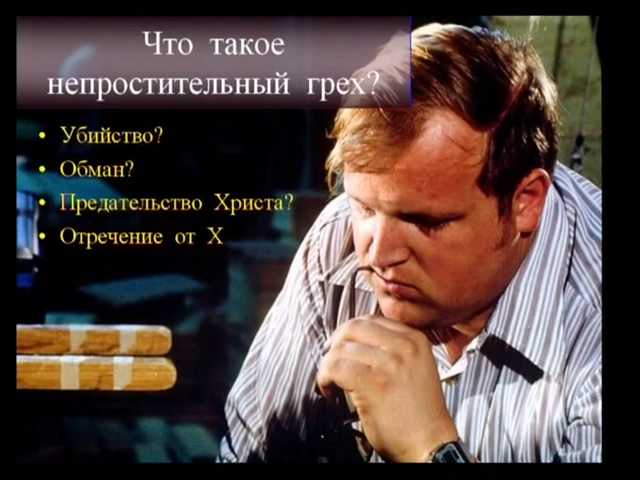 Что такое
непростительный грех?
• Убийство?
• Обман?
• Предательство Христа?
• Отречение от Х